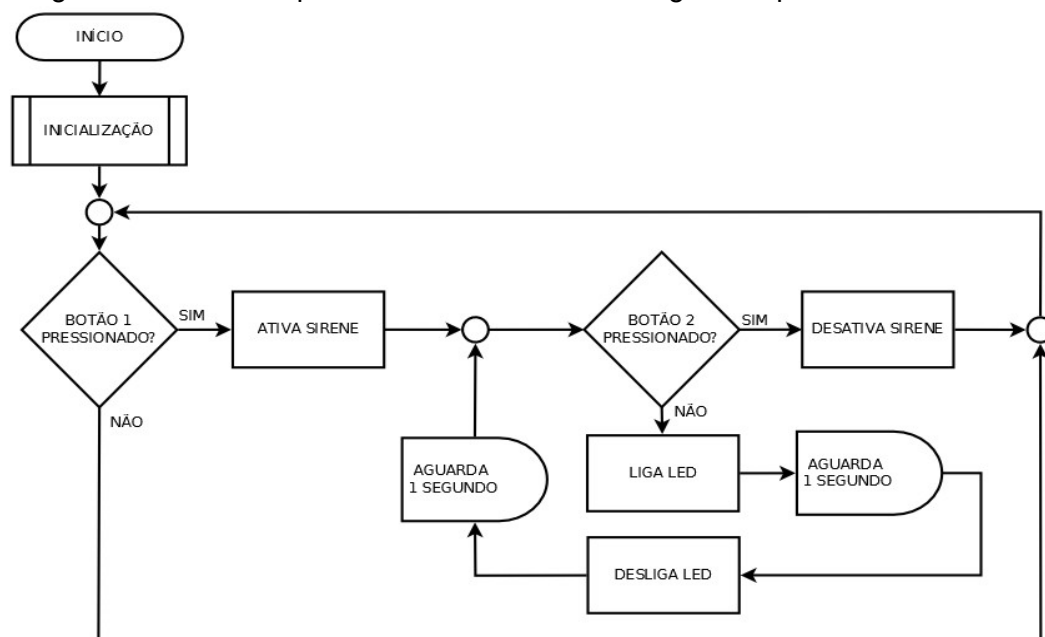 INÍCIO
INICIALIZAÇÃO
BOTÃO 1
PRESSIONADO?
SIM
ATIVA SIRENE
BOTÃO 2
PRESSIONADO?
SIM
DESATIVA SIRENE
NÃO
NÃO
AGUARDA
1 SEGUNDO
LIGA LED
AGUARDA
1 SEGUNDO
DESLIGA LED